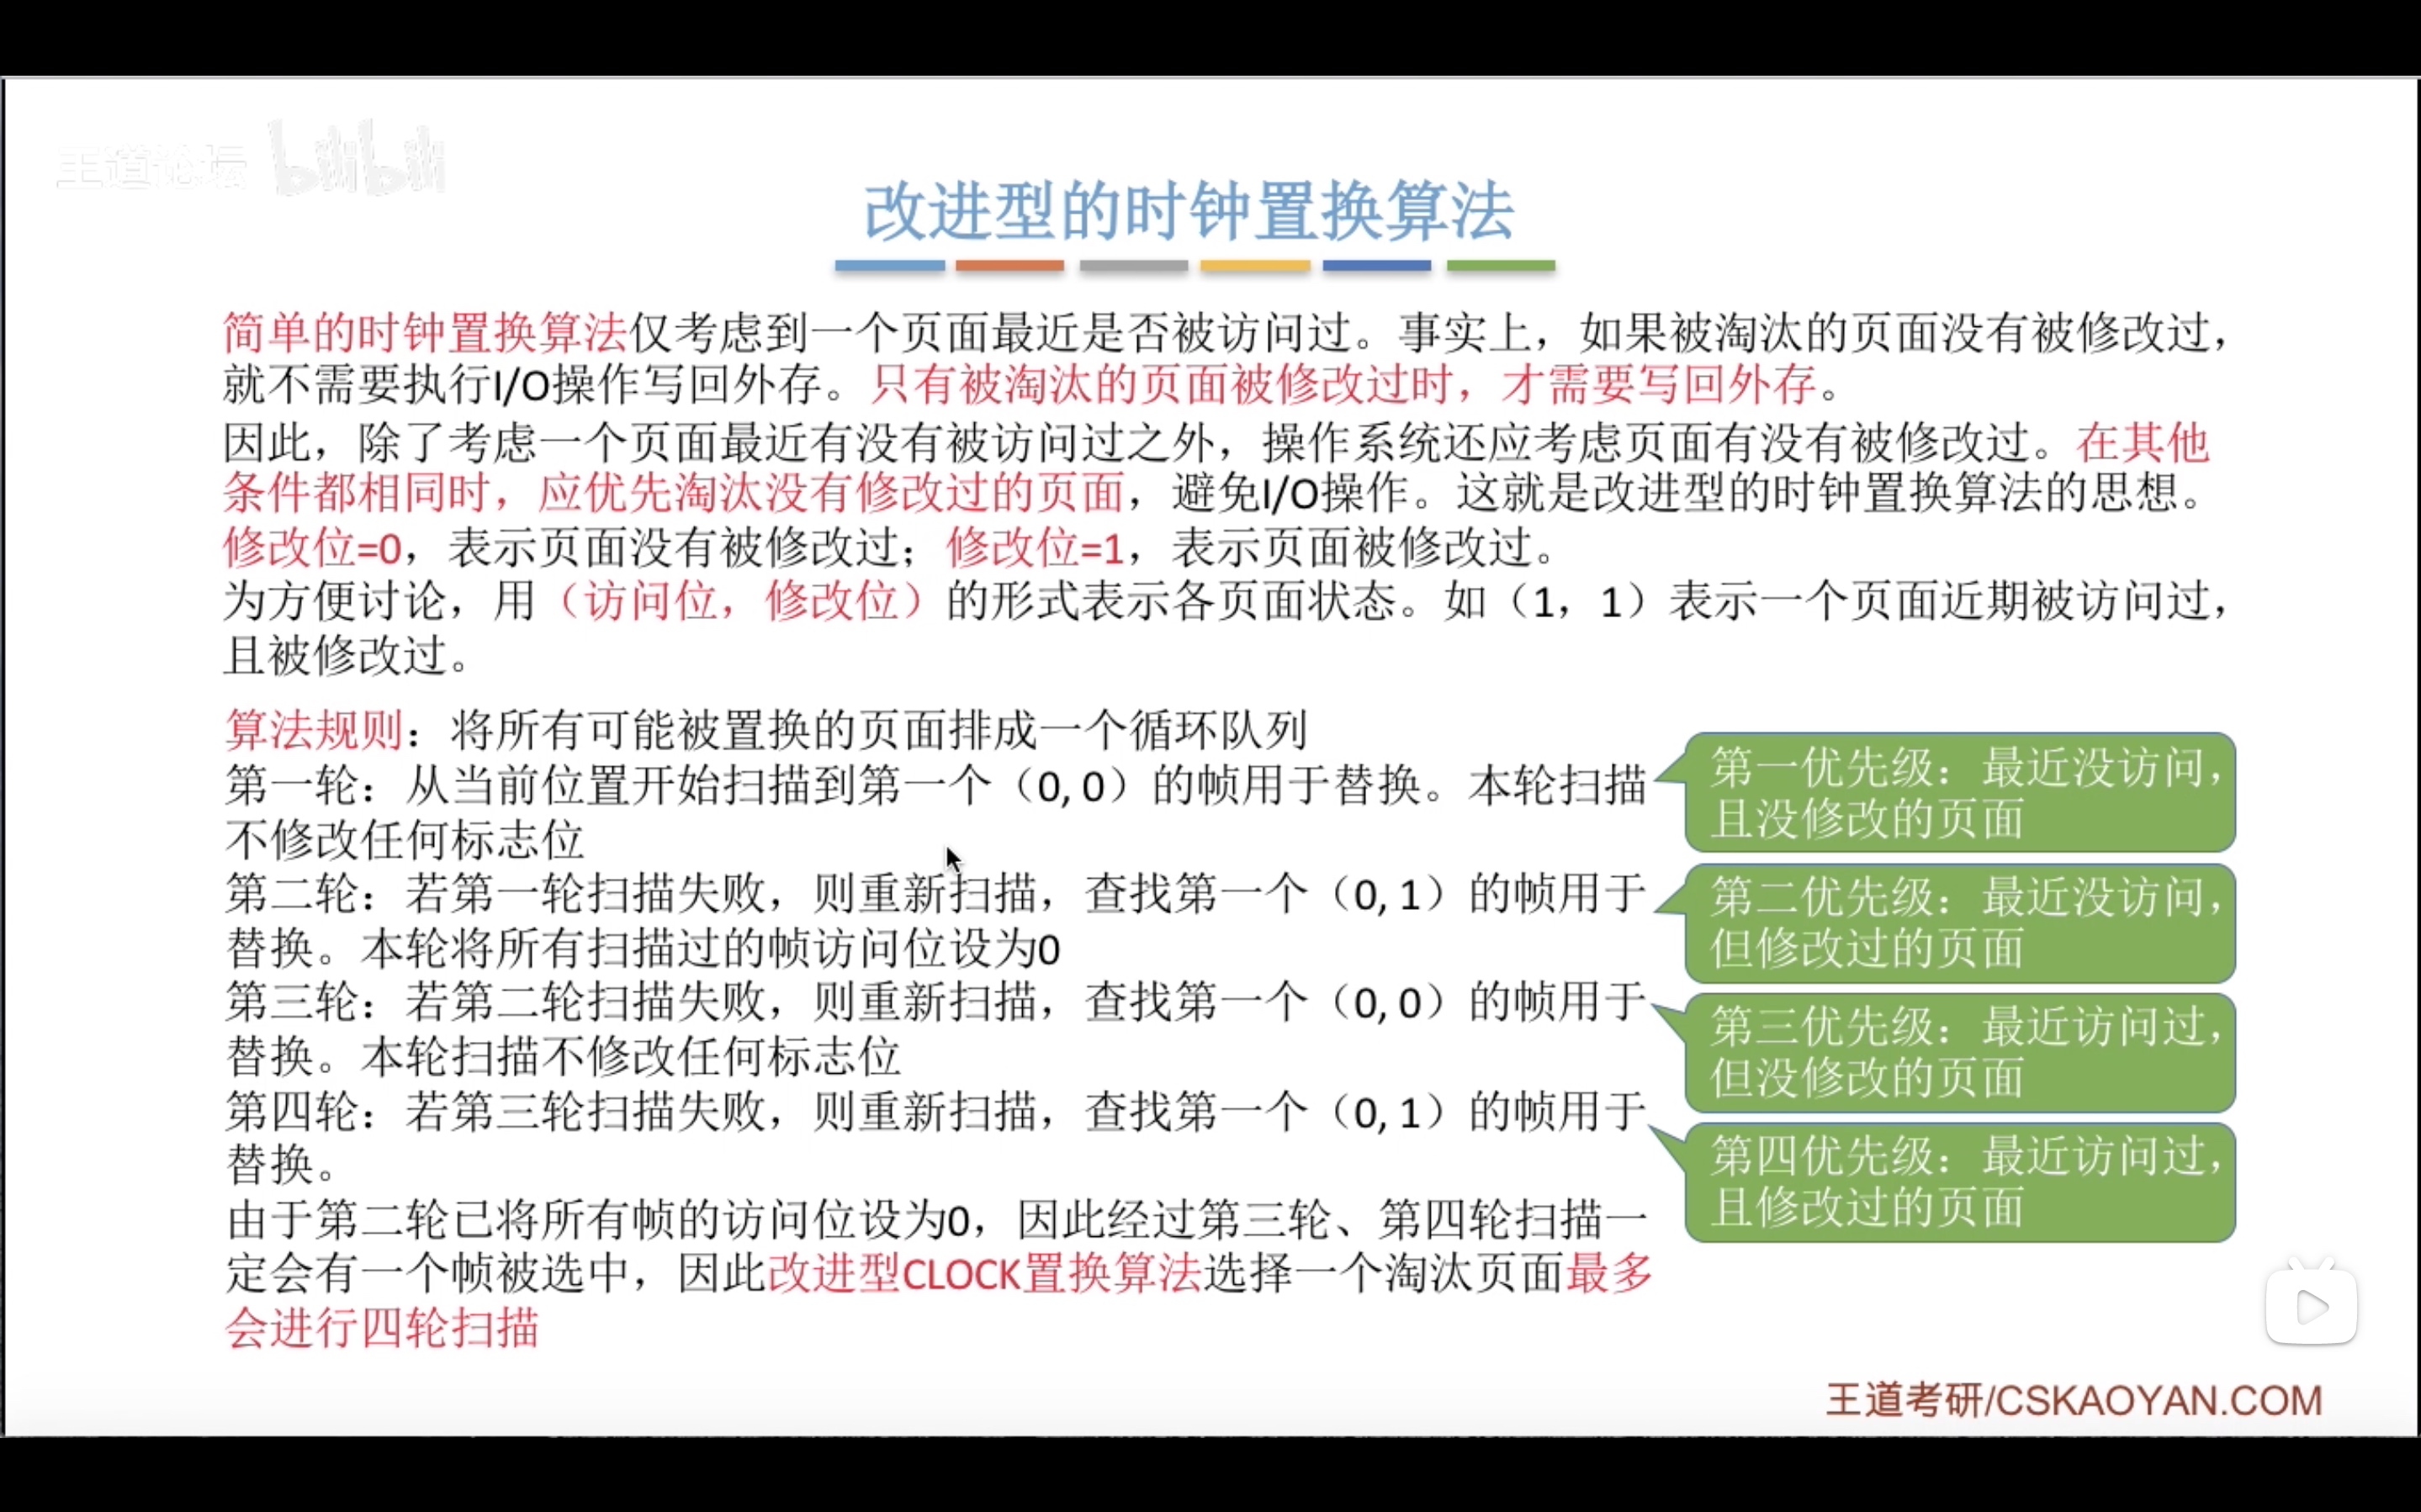 王道论坛 bilibili
改进型的时钟置换算法
简单的时钟置换算法仅考虑到一个页面最近是否被访问过。事实上，如果被淘汰的页面没有被修改过，
就不需要执行I/O操作写回外存。只有被淘汰的页面被修改过时，才需要写回外存。
因此，除了考虑一个页面最近有没有被访问过之外，操作系统还应考虑页面有没有被修改过。在其他
条件都相同时，应优先淘汰没有修改过的页面，避免I/O操作。这就是改进型的时钟置换算法的思想。
修改位=0，表示页面没有被修改过；修改位=1，表示页面被修改过。
为方便讨论，用（访问位，修改位）的形式表示各页面状态。如（1，1）表示一个页面近期被访问过，
且被修改过。
算法规则：将所有可能被置换的页面排成一个循环队列
第一轮：从当前位置开始扫描到第一个（0, 0）的帧用于替换。本轮扫描
不修改任何标志位
第二轮：若第一轮扫描失败，则重新扫描，查找第一个（0, 1）的帧用于
替换。本轮将所有扫描过的帧访问位设为0
第三轮：若第二轮扫描失败，则重新扫描，查找第一个（0, 0）的帧用于
替换。本轮扫描不修改任何标志位
第四轮：若第三轮扫描失败，则重新扫描，查找第一个（0, 1）的帧用于
替换。
由于第二轮已将所有帧的访问位设为0，因此经过第三轮、第四轮扫描一
定会有一个帧被选中，因此改进型CLOCK置换算法选择一个淘汰页面最多
会进行四轮扫描
第一优先级：最近没访问，
且没修改的页面
第二优先级：最近没访问，
但修改过的页面
第三优先级：最近访问过，
但没修改的页面
第四优先级：最近访问过，
且修改过的页面
王道考研/CSKAOYAN.COM